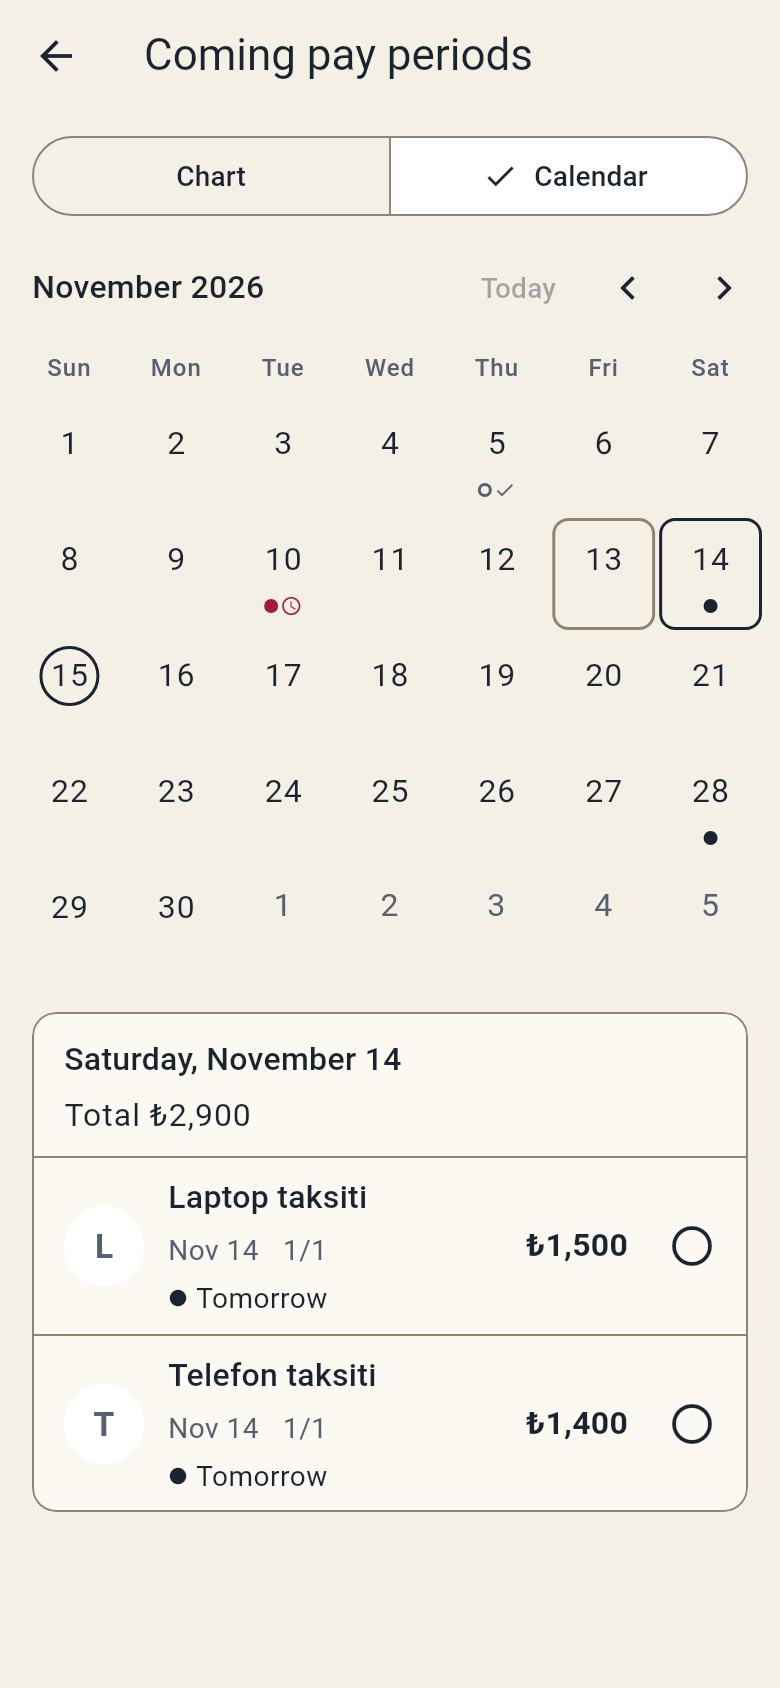 Coming pay periods
Chart
Calendar
November 2026
Today
Sun Mon Tue Wed Thu Fri Sat
1 2 3 4 5 6 7
8 9 10 11 12 13 14
15 16 17 18 19 20 21
22 23 24 25 26 27 28
29 30 1 2 3 4 5
Saturday, November 14
Total ₺2,900
Laptop taksiti
L
Nov 14 1/1
₺1,500
Tomorrow
Telefon taksiti
T
Nov 14 1/1
₺1,400
Tomorrow